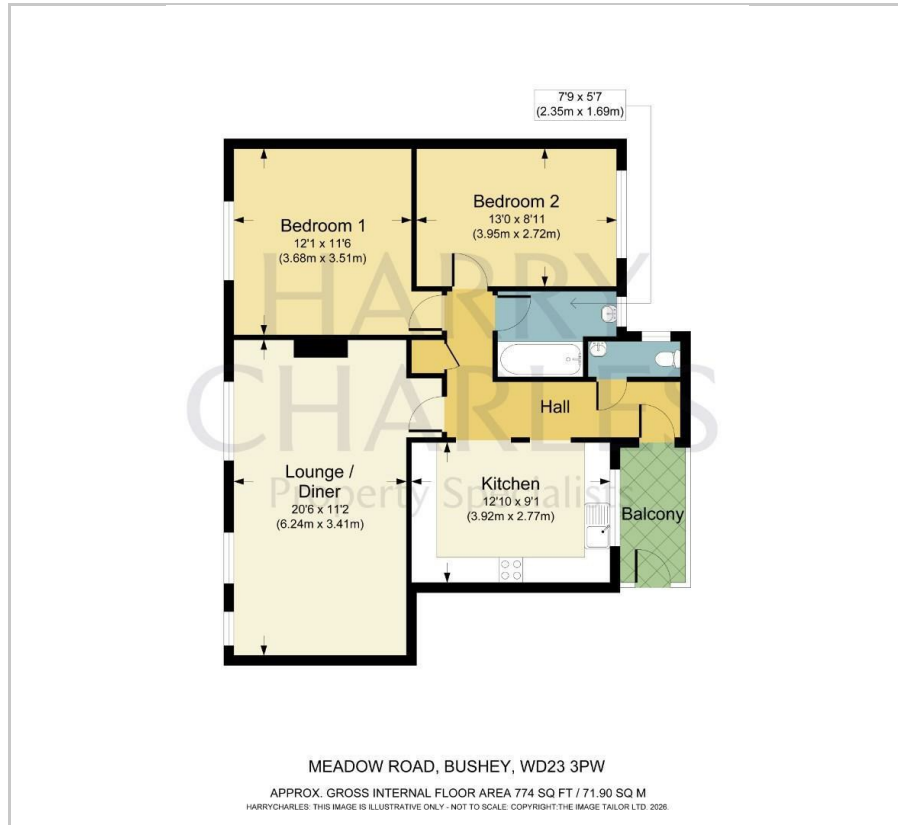 7'9 x 5'7
(2.35m x 1.69m)
Bedroom 1
12'1 x 11'6
(3.68m x 3.51m)
Bedroom 2
13'0 x 8'11
(3.95m x 2.72m)
HARRY
CHARLES
Property Specialists
Hall
Lounge /
Diner
20'6 x 11'2
(6.24m x 3.41m)
Kitchen
12'10 x 9'1
(3.92m x 2.77m)
Balcony
MEADOW ROAD, BUSHEY, WD23 3PW
APPROX. GROSS INTERNAL FLOOR AREA 774 SQ FT / 71.90 SQ M
HARRYCHARLES: THIS IMAGE IS ILLUSTRATIVE ONLY - NOT TO SCALE: COPYRIGHT:THE IMAGE TAILOR LTD. 2026.